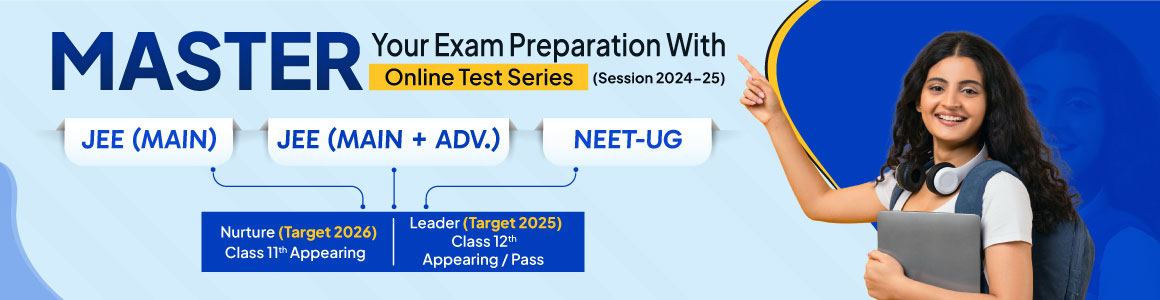 MASTER
Your Exam Preparation With
Online Test Series (Session 2024-25)
JEE (MAIN)
JEE (MAIN + ADV.)
NEET-UG
Nurture (Target 2026)
Class 11th Appearing
Leader (Target 2025)
Class 12th
Appearing / Pass